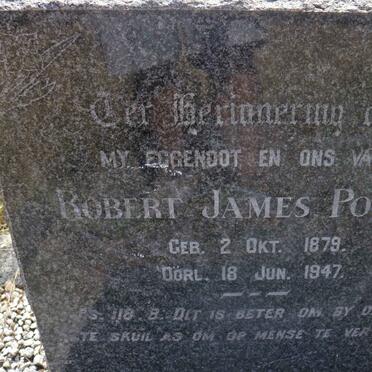 Ter Herinnering
MY EGGENOOT EN ONS VA
ROBERT JAMES PO
GEB. 2 OKT. 1879.
OORL. 18 JUN. 1947.
PS. 118. 8. DIT IS BETER OM BY D
TE SKUIL AS OM OP MENSE TE VER